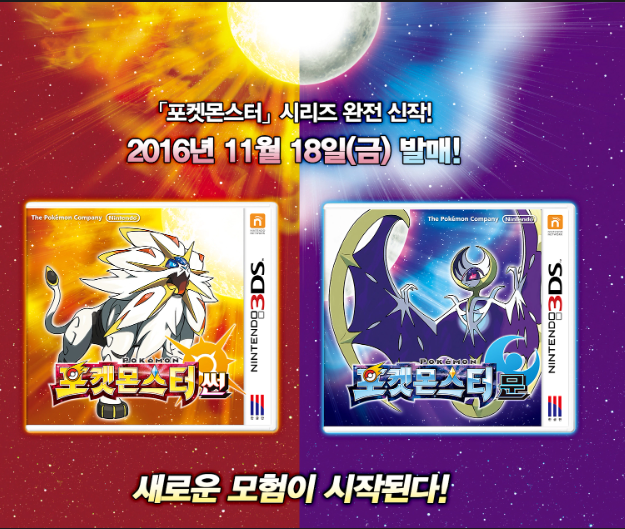 「포켓몬스터」 시리즈 완전 신작!
2016년 11월 18일(금) 발매!
The Pokémon Company Nintendo
NINTENDO 3DS
POKéMON
포켓몬스터 썬
The Pokémon Company Nintendo
NINTENDO 3DS
POKéMON
포켓몬스터 문
새로운 모험이 시작된다!